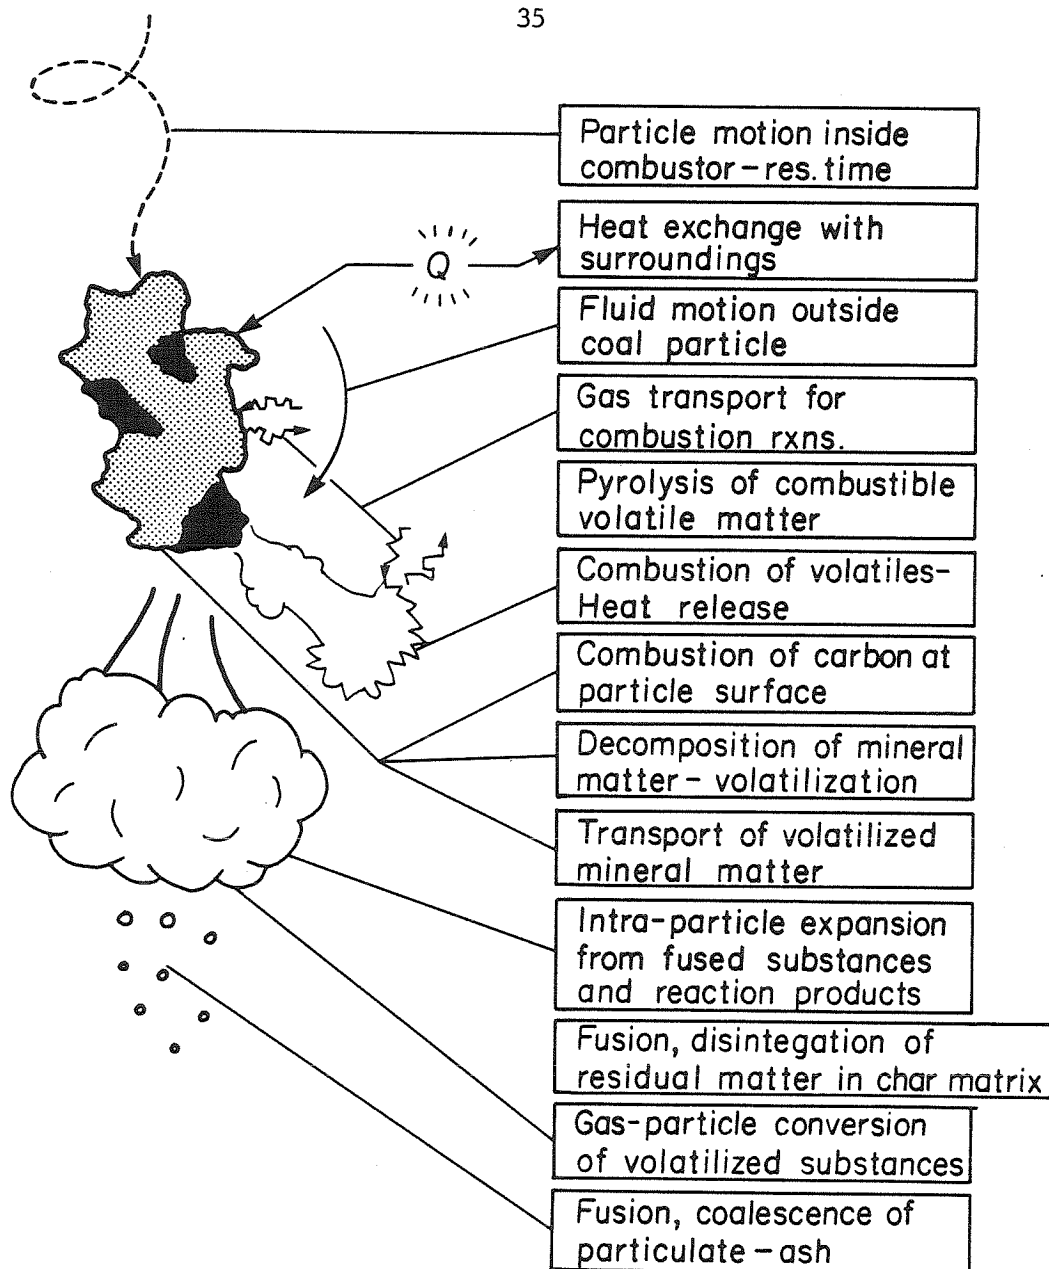 35
Particle motion inside
combustor-res. time
Heat exchange with
surroundings
Q
Fluid motion outside
coal particle
Gas transport for
combustion rxns.
Pyrolysis of combustible
volatile matter
Combustion of volatiles-
Heat release
Combustion of carbon at
particle surface
Decomposition of mineral
matter-volatilization
Transport of volatilized
mineral matter
Intra-particle expansion
from fused substances
and reaction products
Fusion, disintegation of
residual matter in char matrix
Gas-particle conversion
of volatilized substances
Fusion, coalescence of
particulate-ash